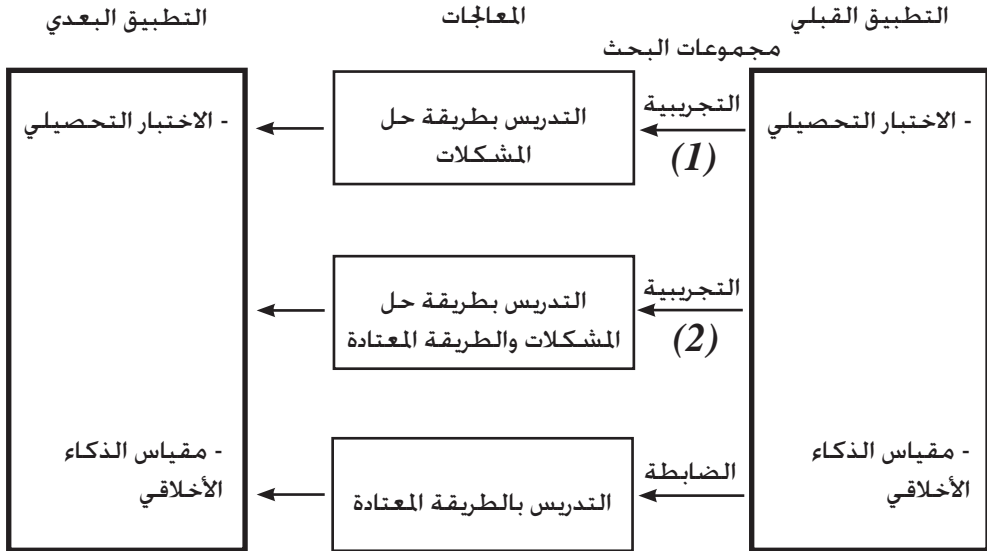 التطبيق القبلي
المعالجات
التطبيق البعدي
مجموعات البحث
- الاختبار التحصيلي
- مقياس الذكاء
الأخلاقي
التجريبية
(1)
التدريس بطريقة حل
المشكلات
التجريبية
(2)
التدريس بطريقة حل
المشكلات والطريقة المعتادة
الضابطة
التدريس بالطريقة المعتادة
- الاختبار التحصيلي
- مقياس الذكاء
الأخلاقي